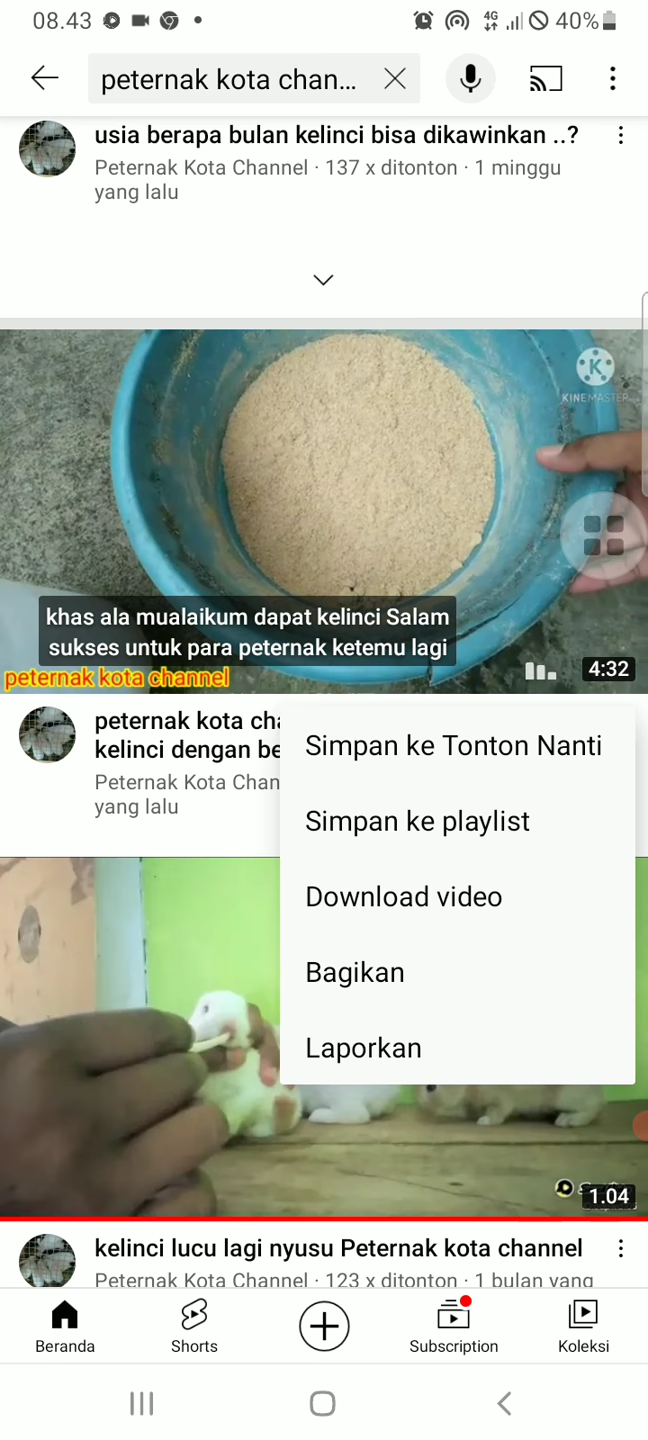 08.43
4G
40%
peternak kota chan...
usia berapa bulan kelinci bisa dikawinkan ..?
Peternak Kota Channel · 137 x ditonton · 1 minggu
yang lalu
K
KINEMASTER
khas ala mualaikum dapat kelinci Salam
sukses untuk para peternak ketemu lagi
peternak kota channel
4:32
peternak kota cha
kelinci dengan be
Peternak Kota Chan
yang lalu
Simpan ke Tonton Nanti
Simpan ke playlist
Download video
Bagikan
Laporkan
1.04
kelinci lucu lagi nyusu Peternak kota channel
Peternak Kota Channel · 123 x ditonton · 1 bulan yang
Beranda
Shorts
Subscription
Koleksi